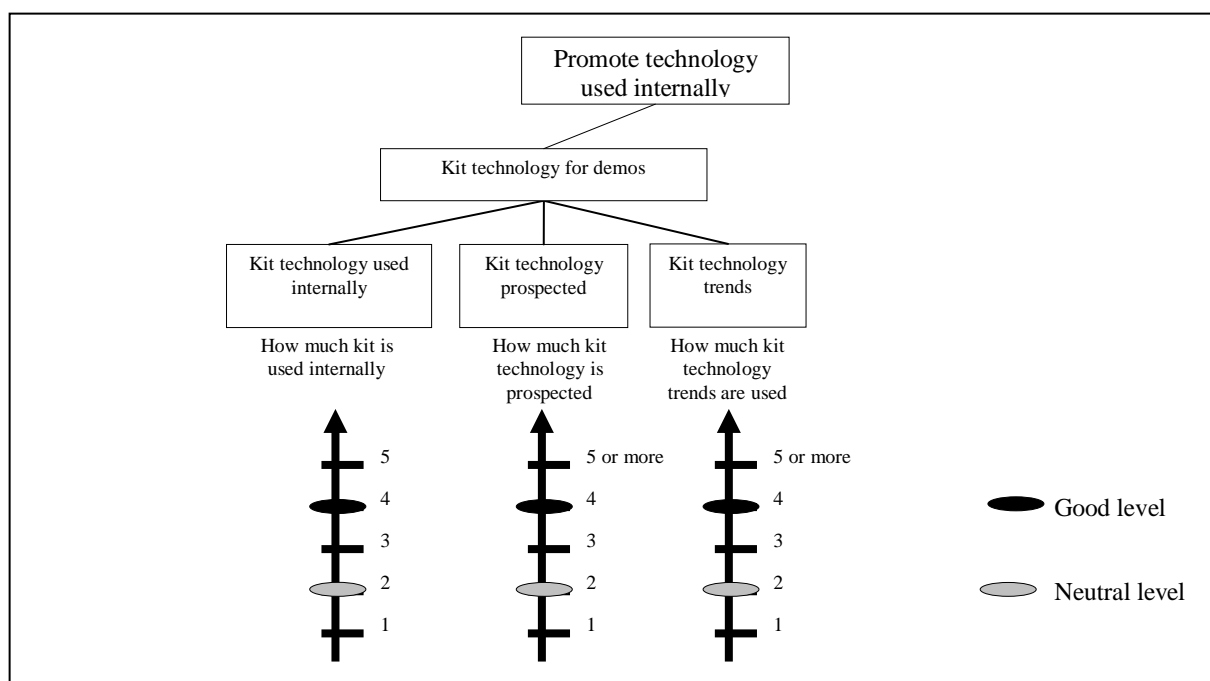 Promote technology
used internally
Kit technology for demos
Kit technology used
internally
Kit technology
prospected
Kit technology
trends
How much kit is
used internally
How much kit
technology is
prospected
How much kit
technology
trends are used
5
4
3
2
1
5 or more
4
3
2
1
5 or more
4
3
2
1
Good level
Neutral level